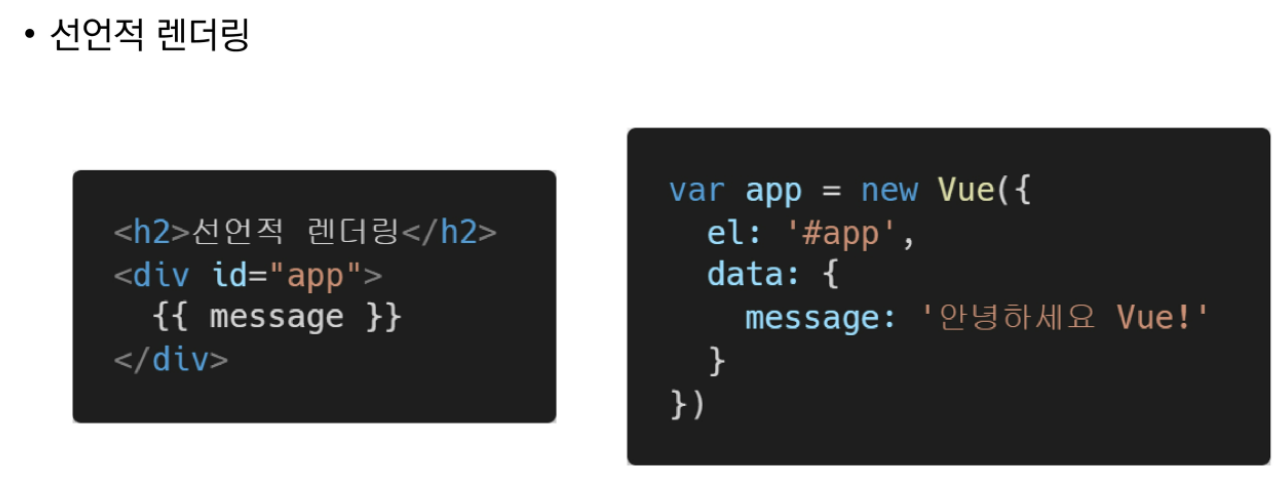 • 선언적 렌더링
<h2>선언적 렌더링</h2>
<div id="app">
  {{ message }}
</div>
var app = new Vue({
  el: '#app',
  data: {
    message: '안녕하세요 Vue!'
  }
})